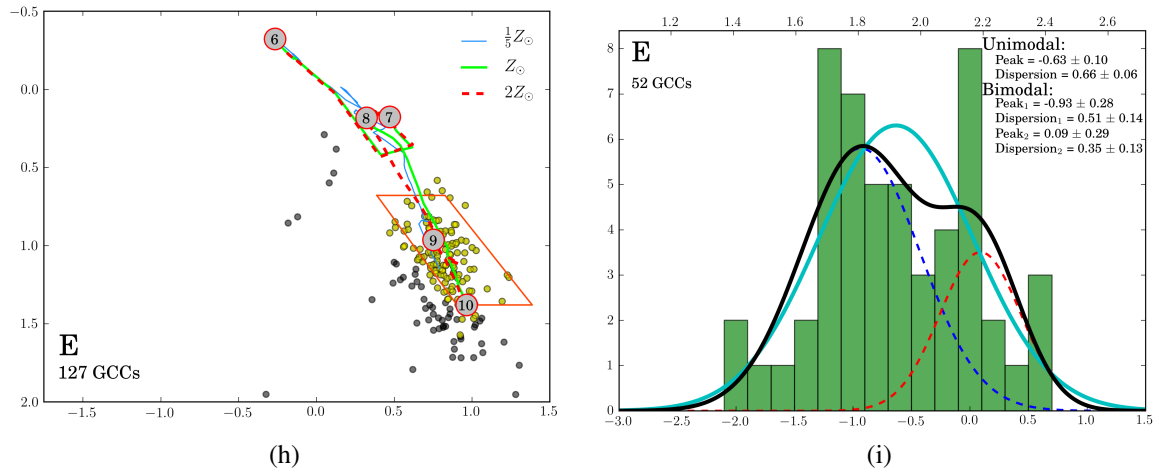 −0.5
0.0
0.5
1.0
1.5
2.0
−1.5
−1.0
−0.5
0.0
0.5
1.0
1.5
6
8
7
9
10
1/5 Z⊙
Z⊙
2Z⊙
E
127 GCCs
(h)
1.2
1.4
1.6
1.8
2.0
2.2
2.4
2.6
8
7
6
5
4
3
2
1
0
−3.0
−2.5
−2.0
−1.5
−1.0
−0.5
0.0
0.5
1.0
1.5
E
52 GCCs
Unimodal:
Peak = -0.63 ± 0.10
Dispersion = 0.66 ± 0.06
Bimodal:
Peak₁ = -0.93 ± 0.28
Dispersion₁ = 0.51 ± 0.14
Peak₂ = 0.09 ± 0.29
Dispersion₂ = 0.35 ± 0.13
(i)